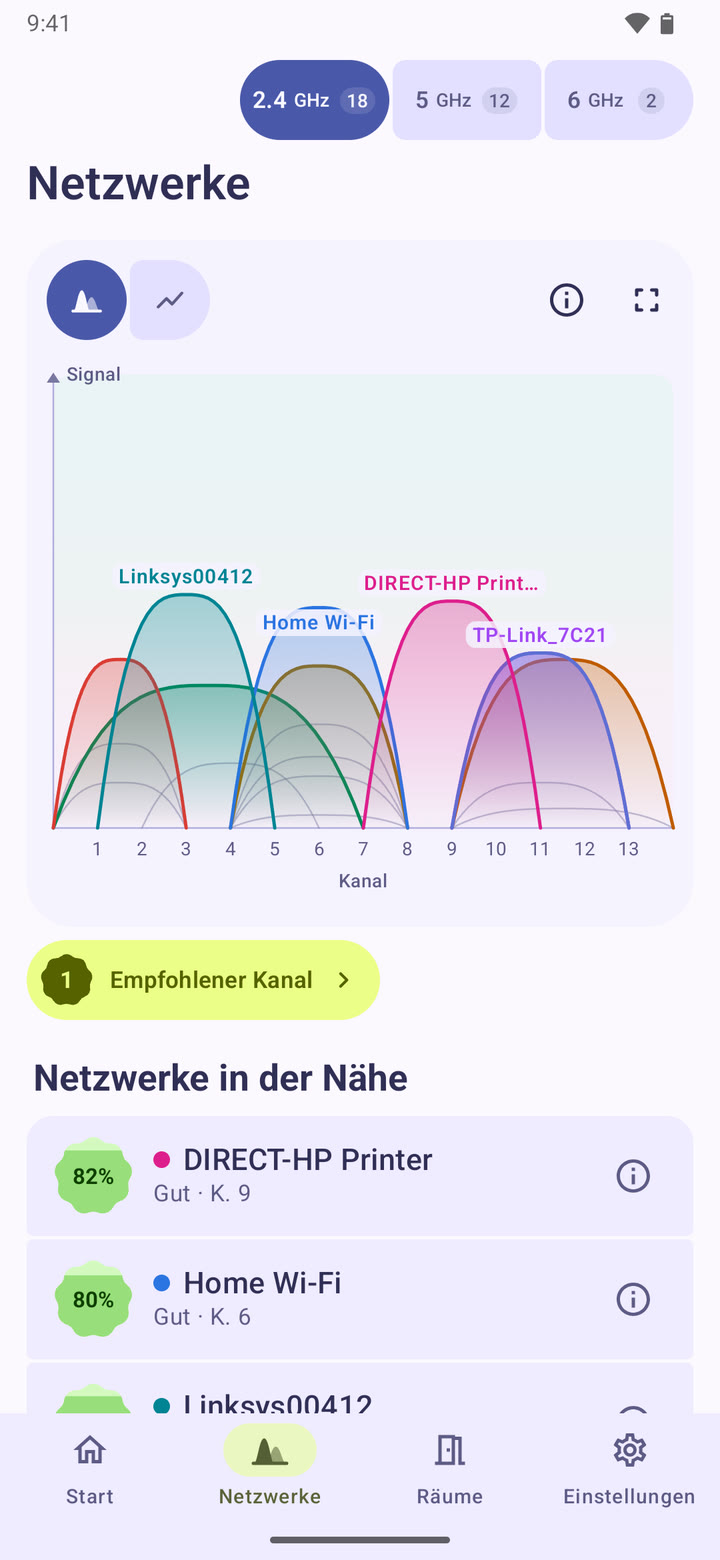 9:41
2.4 GHz 18
5 GHz 12
6 GHz 2
Netzwerke
Signal
Linksys00412
DIRECT-HP Print…
Home Wi-Fi
TP-Link_7C21
1 2 3 4 5 6 7 8 9 10 11 12 13
Kanal
1 Empfohlener Kanal
Netzwerke in der Nähe
82% DIRECT-HP Printer
Gut · K. 9
80% Home Wi-Fi
Gut · K. 6
Linksys00412
Start Netzwerke Räume Einstellungen